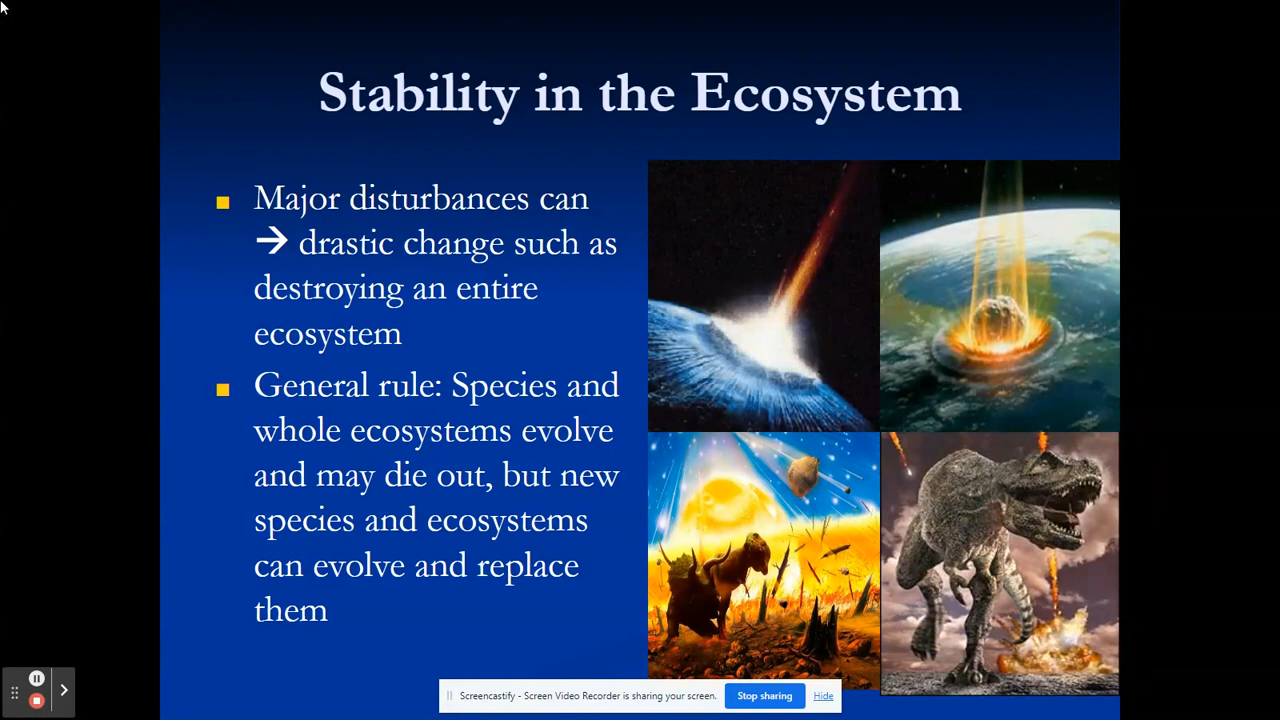 Stability in the Ecosystem
Major disturbances can
→ drastic change such as
destroying an entire
ecosystem
General rule: Species and
whole ecosystems evolve
and may die out, but new
species and ecosystems
can evolve and replace
them
Screencastify - Screen Video Recorder is sharing your screen. Stop sharing Hide